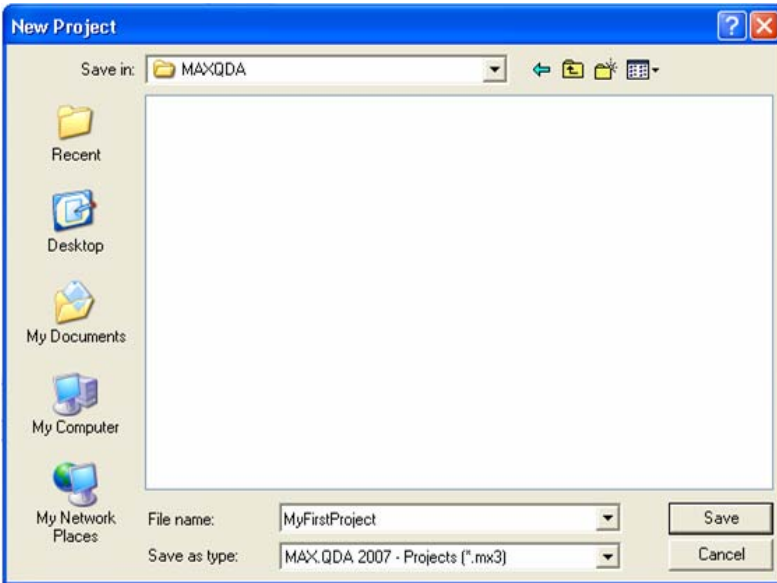 New Project
Save in: MAXQDA
Recent
Desktop
My Documents
My Computer
My Network
Places
File name: MyFirstProject Save
Save as type: MAX.QDA 2007 - Projects (*.mx3) Cancel